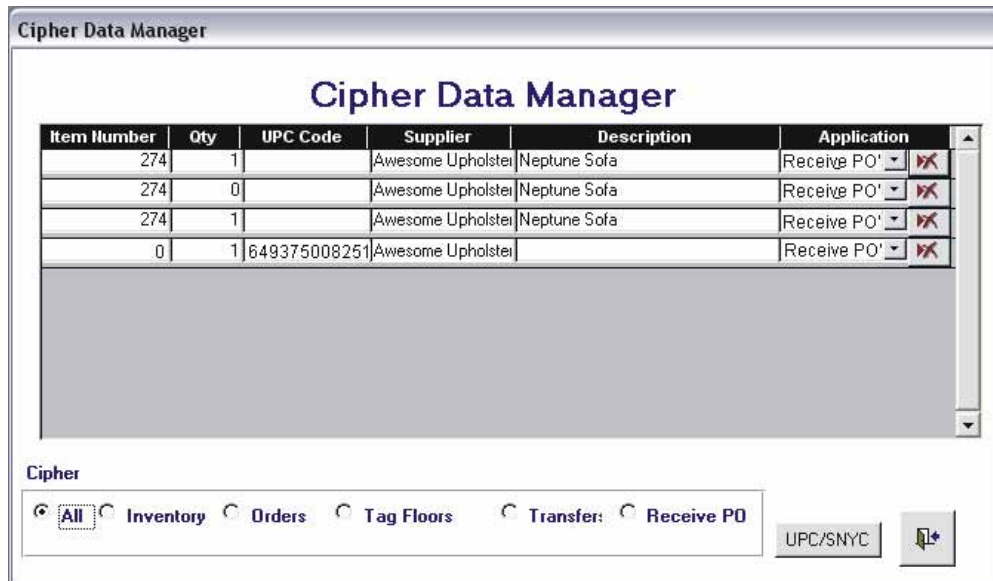 Cipher Data Manager
Cipher Data Manager
Item Number Qty UPC Code Supplier Description Application
274 1 Awesome Upholster Neptune Sofa Receive PO'
274 0 Awesome Upholster Neptune Sofa Receive PO'
274 1 Awesome Upholster Neptune Sofa Receive PO'
0 1 649375008251 Awesome Upholster Receive PO'
Cipher
All Inventory Orders Tag Floors Transfer: Receive PO
UPC/SNYC